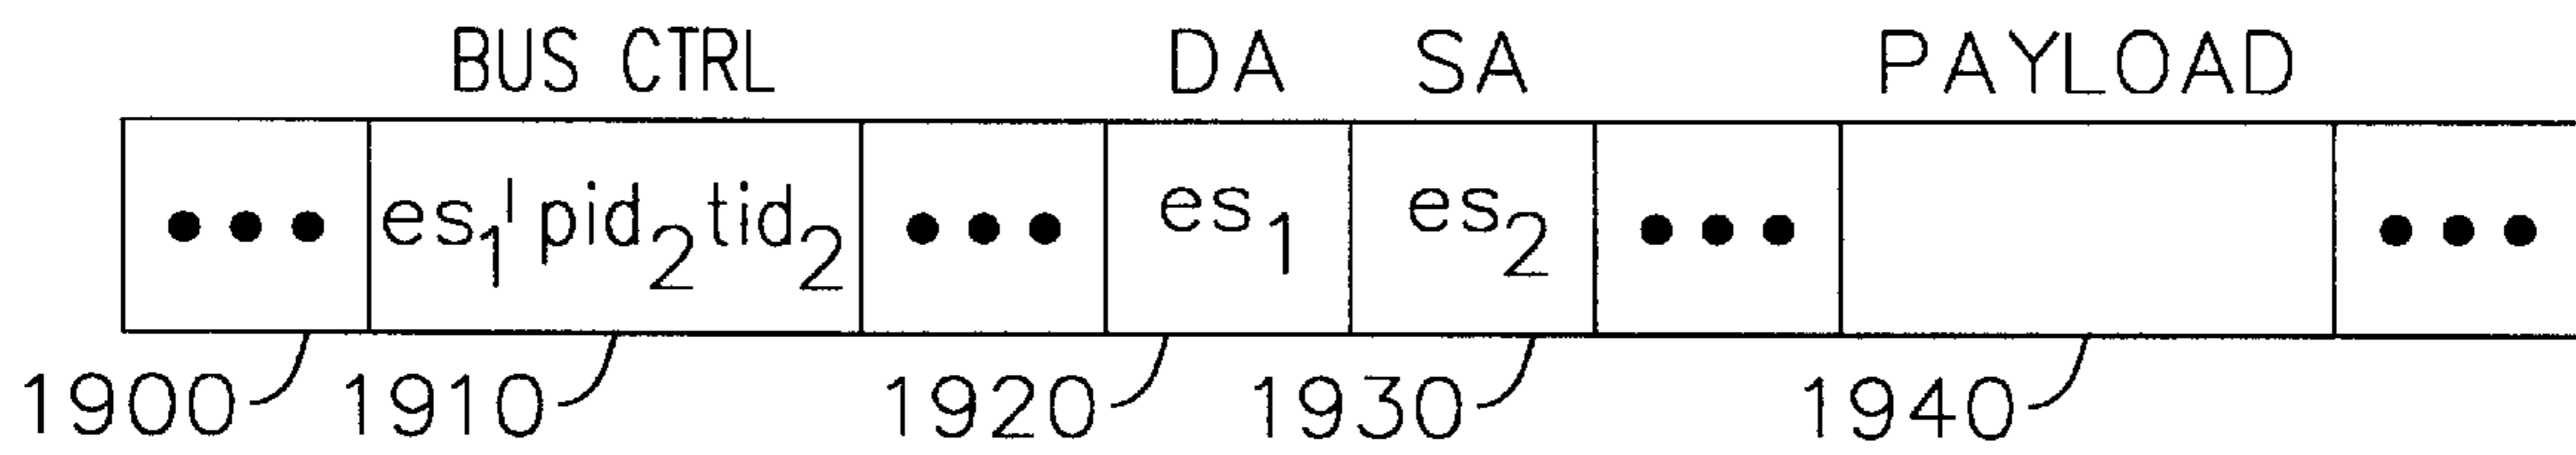 BUS CTRL DA SA PAYLOAD
••• es₁' pid₂ tid₂ ••• es₁ es₂ ••• •••
1900 1910 1920 1930 1940